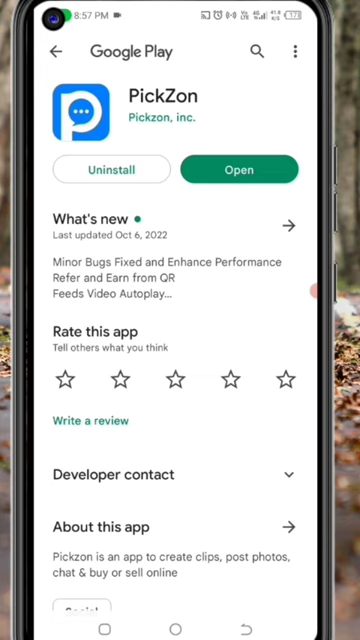 8:57 PM
Google Play
PickZon
Pickzon, inc.
Uninstall
Open
What's new
Last updated Oct 6, 2022
Minor Bugs Fixed and Enhance Performance
Refer and Earn from QR
Feeds Video Autoplay...
Rate this app
Tell others what you think
Write a review
Developer contact
About this app
Pickzon is an app to create clips, post photos,
chat & buy or sell online
Social